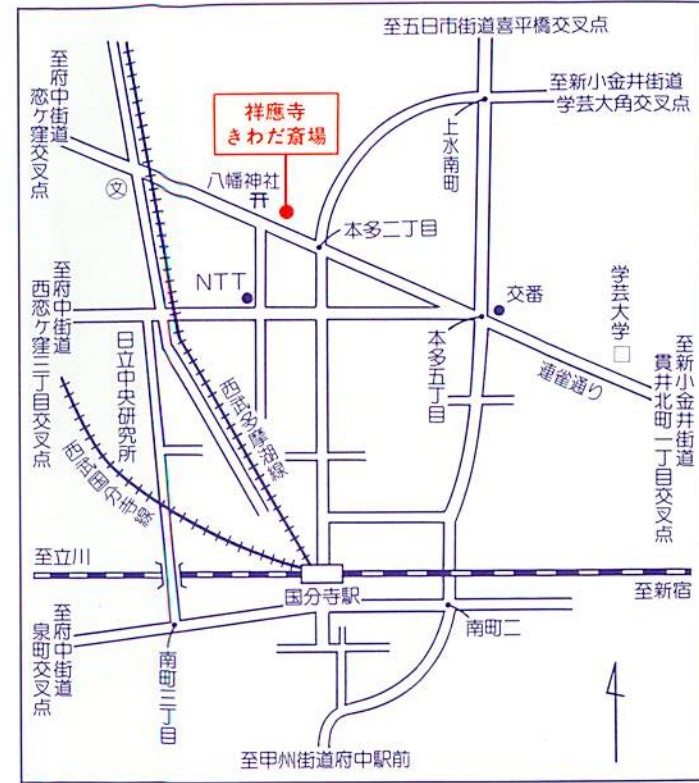 至五日市街道喜平橋交叉点
至府中街道
恋ヶ窪交叉点
至新小金井街道
学芸大角交叉点
祥應寺
きわだ斎場
上水南町
文
八幡神社
本多二丁目
NTT
交番
学芸大学
至府中街道
西恋ヶ窪三丁目交叉点
日立中央研究所
本多五丁目
連雀通り
至新小金井街道
貫井北町一丁目交叉点
西武多摩湖線
西武国分寺線
至立川
国分寺駅
至新宿
至府中街道
泉町交叉点
南町三丁目
南町二
至甲州街道府中駅前